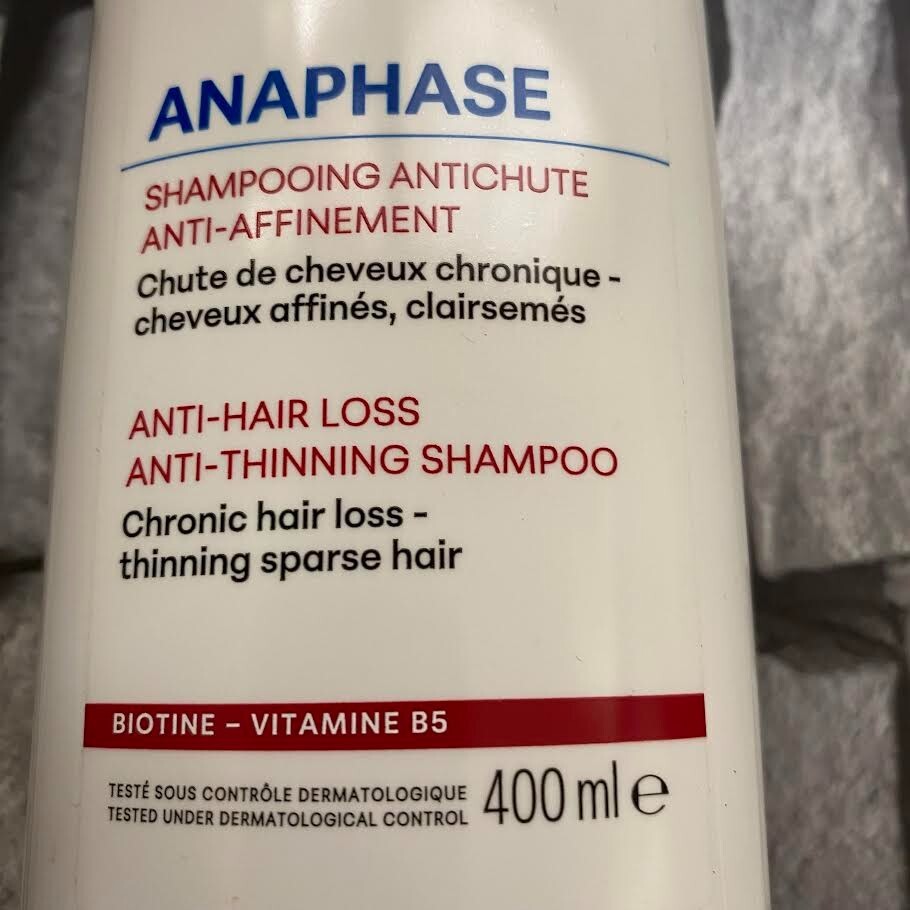 ANAPHASE
SHAMPOOING ANTICHUTE
ANTI-AFFINEMENT
Chute de cheveux chronique -
cheveux affinés, clairsemés
ANTI-HAIR LOSS
ANTI-THINNING SHAMPOO
Chronic hair loss -
thinning sparse hair
BIOTINE – VITAMINE B5
TESTÉ SOUS CONTRÔLE DERMATOLOGIQUE
TESTED UNDER DERMATOLOGICAL CONTROL
400 ml e